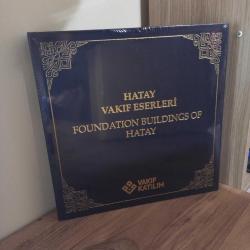 HATAY
VAKIF ESERLERİ
FOUNDATION BUILDINGS OF
HATAY
VAKIF
KATILIM